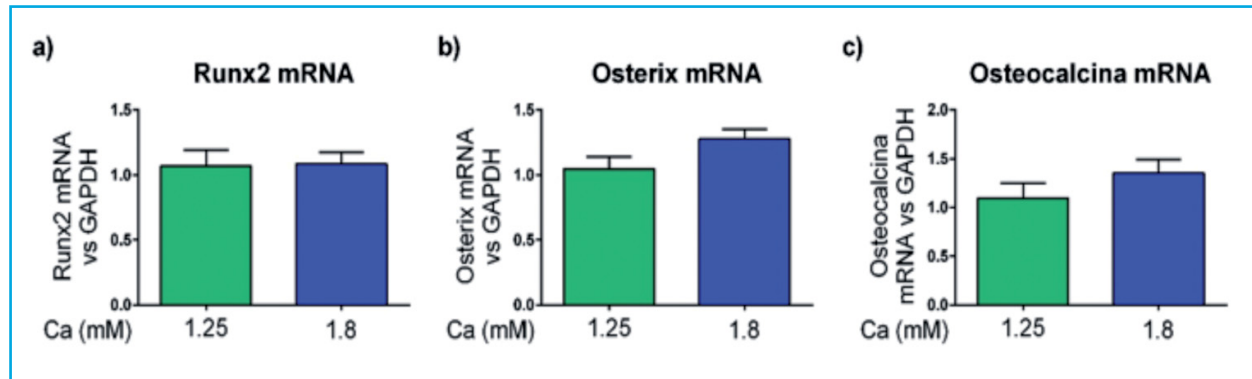 a)
Runx2 mRNA
Runx2 mRNA
vs GAPDH
1.5
1.0
0.5
0.0
Ca (mM)
1.25
1.8
b)
Osterix mRNA
Osterix mRNA
vs GAPDH
1.5
1.0
0.5
0.0
Ca (mM)
1.25
1.8
c)
Osteocalcina mRNA
Osteocalcina
mRNA vs GAPDH
2.0
1.5
1.0
0.5
0.0
Ca (mM)
1.25
1.8